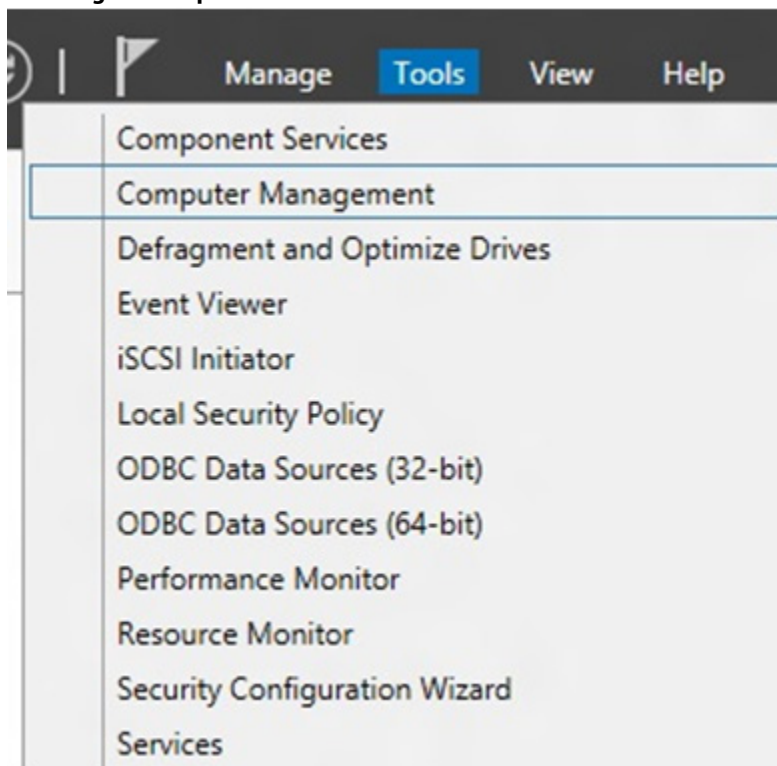 Manage Tools View Help
Component Services
Computer Management
Defragment and Optimize Drives
Event Viewer
iSCSI Initiator
Local Security Policy
ODBC Data Sources (32-bit)
ODBC Data Sources (64-bit)
Performance Monitor
Resource Monitor
Security Configuration Wizard
Services